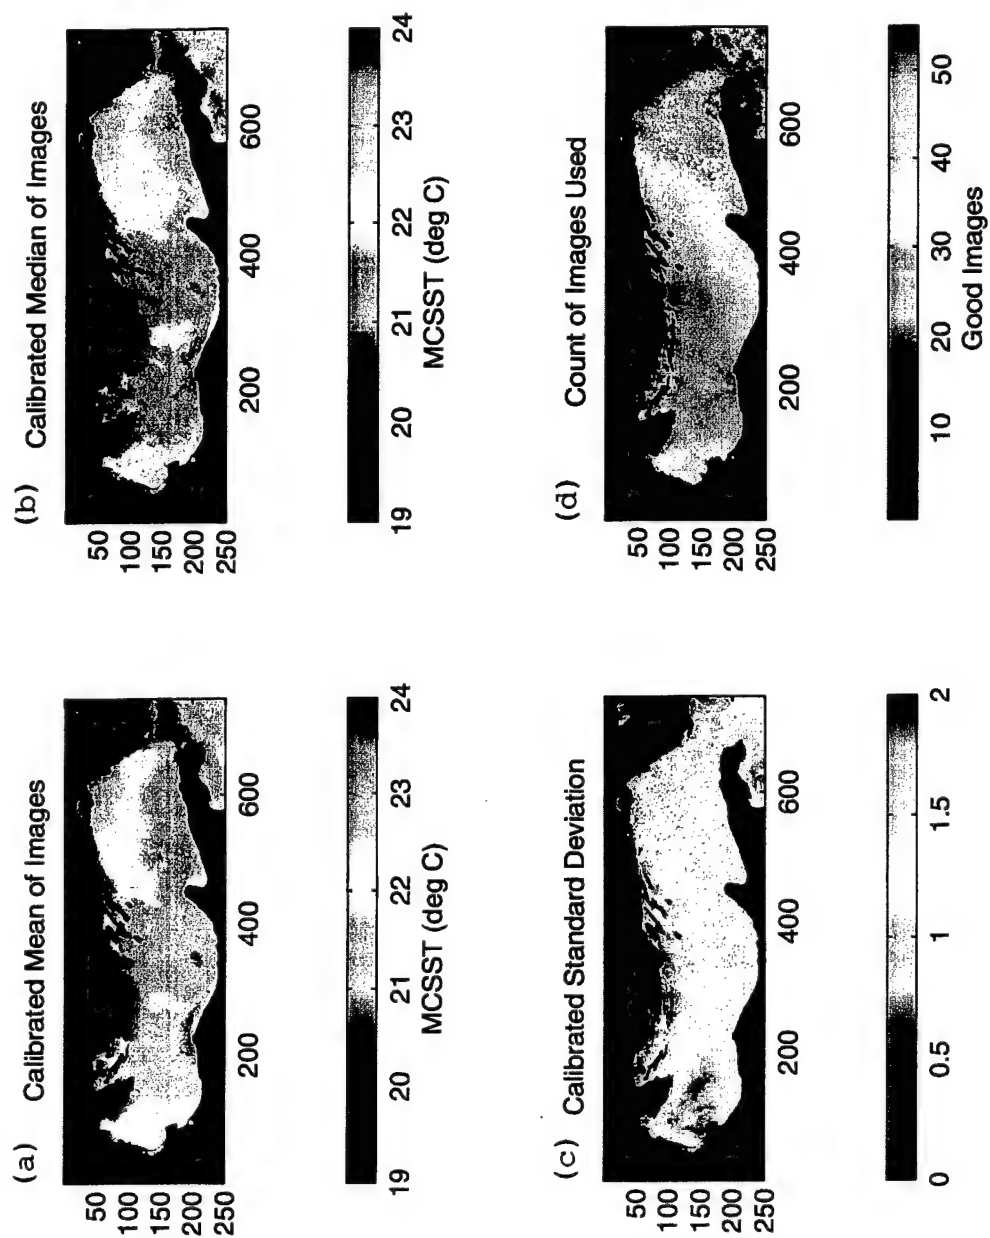 (a) Calibrated Mean of Images
50
100
150
200
250
200 400 600
19 20 21 22 23 24
MCSST (deg C)
(b) Calibrated Median of Images
50
100
150
200
250
200 400 600
19 20 21 22 23 24
MCSST (deg C)
(c) Calibrated Standard Deviation
50
100
150
200
250
200 400 600
0 0.5 1 1.5 2
(d) Count of Images Used
50
100
150
200
250
200 400 600
10 20 30 40 50
Good Images